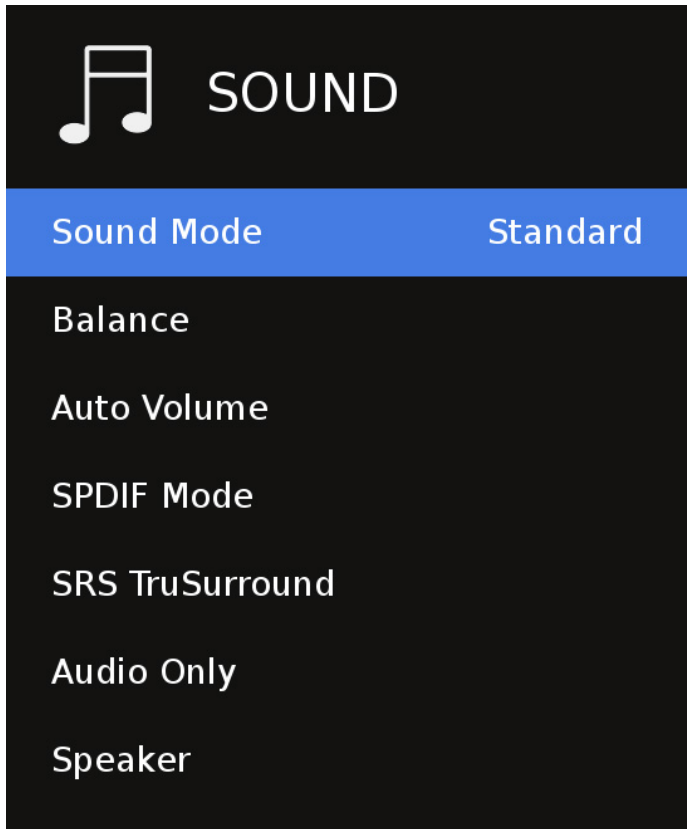 SOUND
Sound Mode Standard
Balance
Auto Volume
SPDIF Mode
SRS TruSurround
Audio Only
Speaker